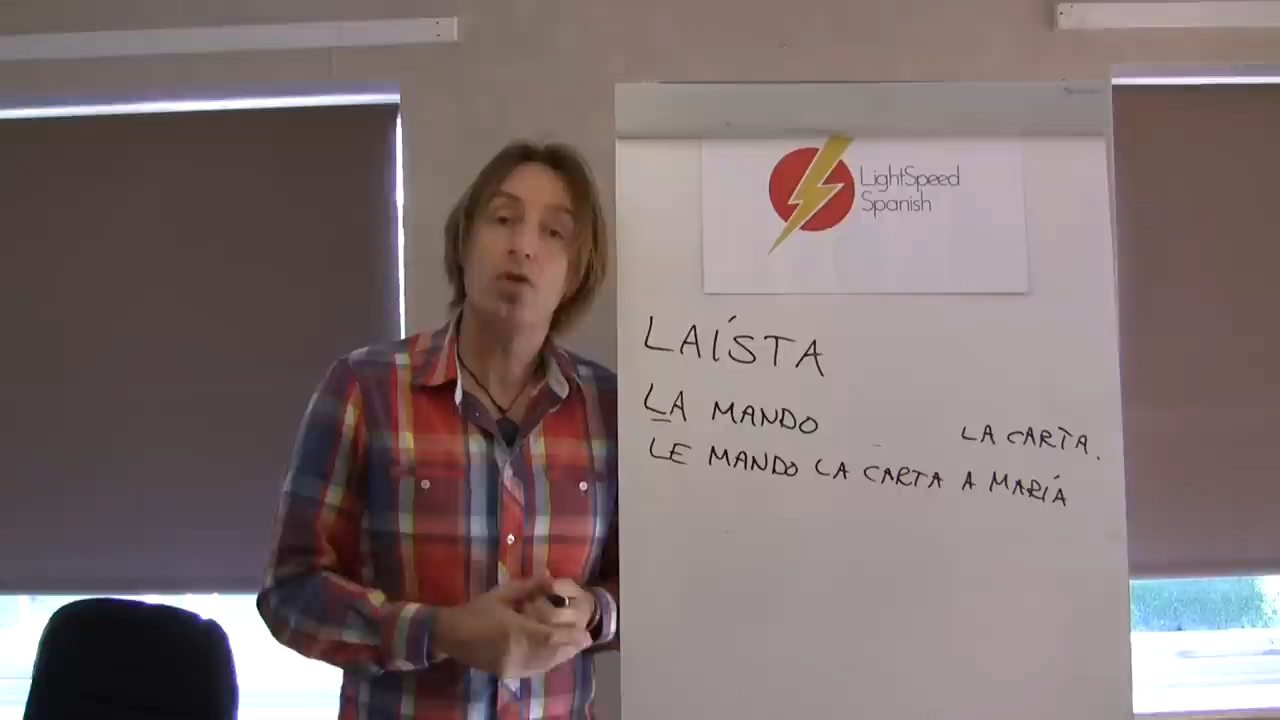 LightSpeed
Spanish
LAÍSTA
LA MANDO LA CARTA.
LE MANDO LA CARTA A MARÍA